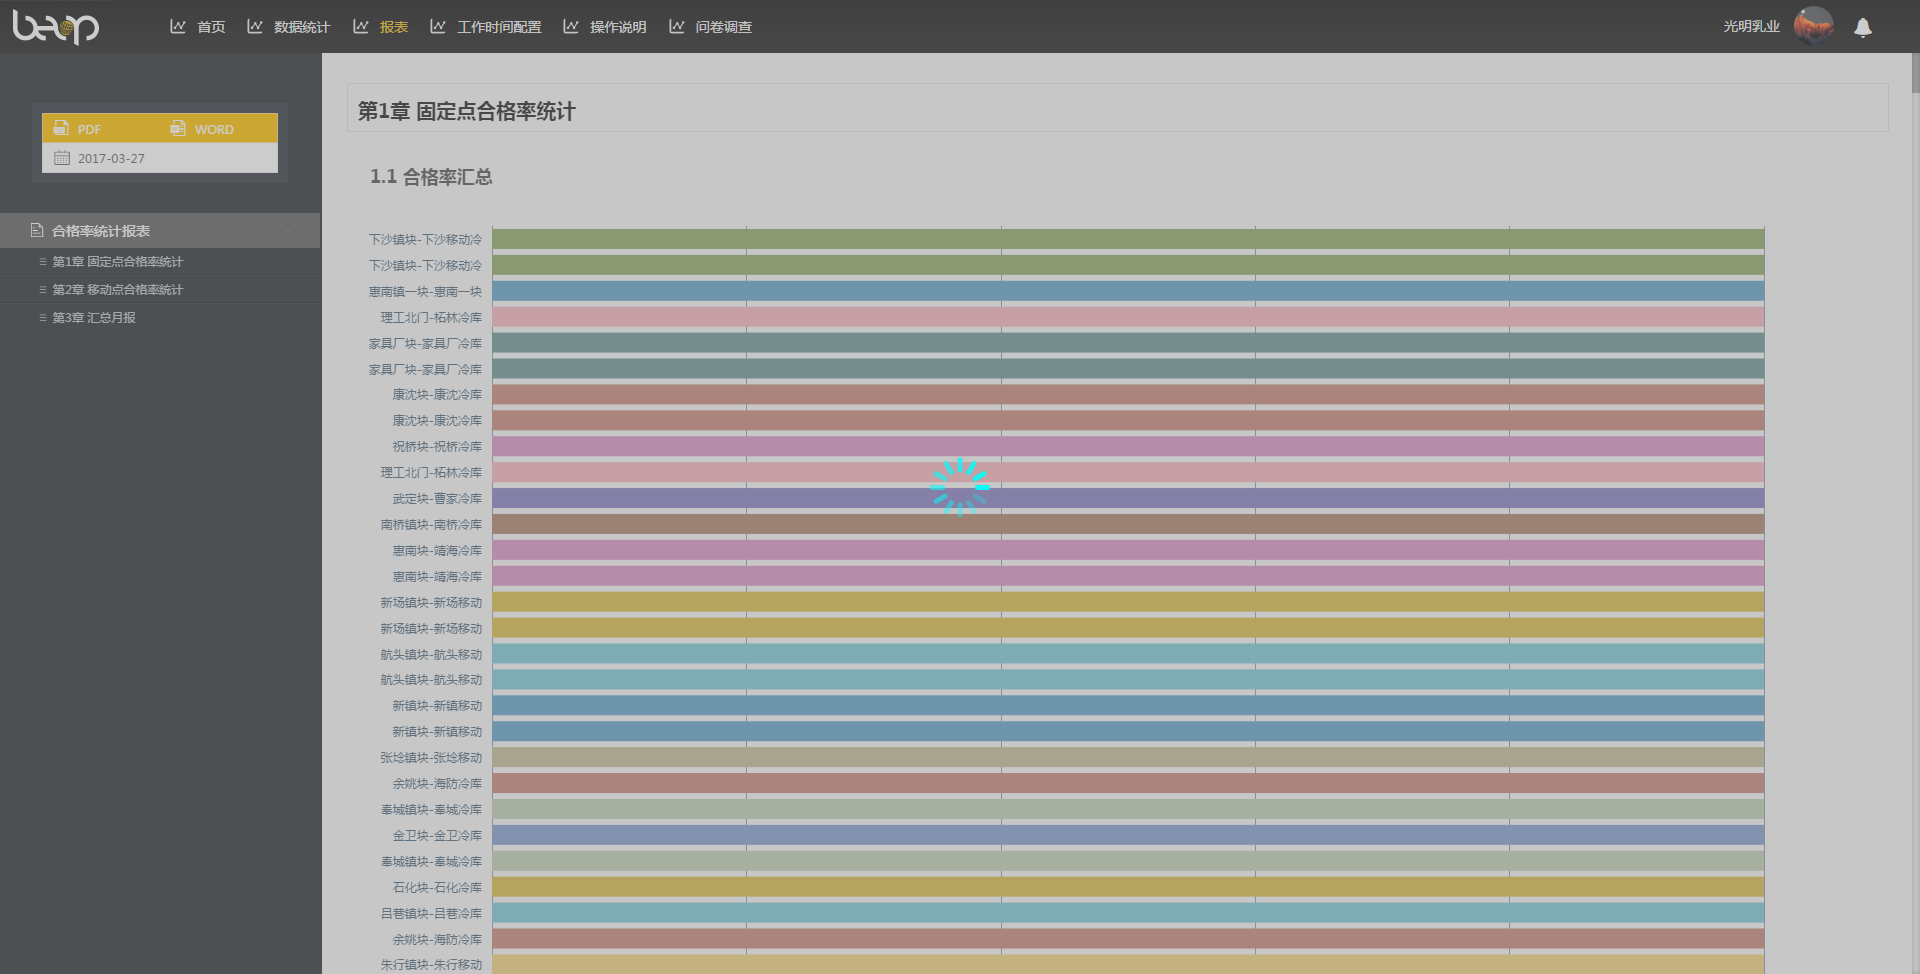 beop
首页
数据统计
报表
工作时间配置
操作说明
问卷调查
光明乳业
PDF
WORD
2017-03-27
合格率统计报表
第1章 固定点合格率统计
第2章 移动点合格率统计
第3章 汇总月报
第1章 固定点合格率统计
1.1 合格率汇总
下沙镇块-下沙移动冷
下沙镇块-下沙移动冷
惠南镇一块-惠南一块
理工北门-柘林冷库
家具厂块-家具厂冷库
家具厂块-家具厂冷库
康沈块-康沈冷库
康沈块-康沈冷库
祝桥块-祝桥冷库
理工北门-柘林冷库
武定块-曹家冷库
南桥镇块-南桥冷库
惠南块-靖海冷库
惠南块-靖海冷库
新场镇块-新场移动
新场镇块-新场移动
航头镇块-航头移动
航头镇块-航头移动
新镇块-新镇移动
新镇块-新镇移动
张埝镇块-张埝移动
余姚块-海防冷库
奉城镇块-奉城冷库
金卫块-金卫冷库
奉城镇块-奉城冷库
石化块-石化冷库
吕巷镇块-吕巷冷库
余姚块-海防冷库
朱行镇块-朱行移动